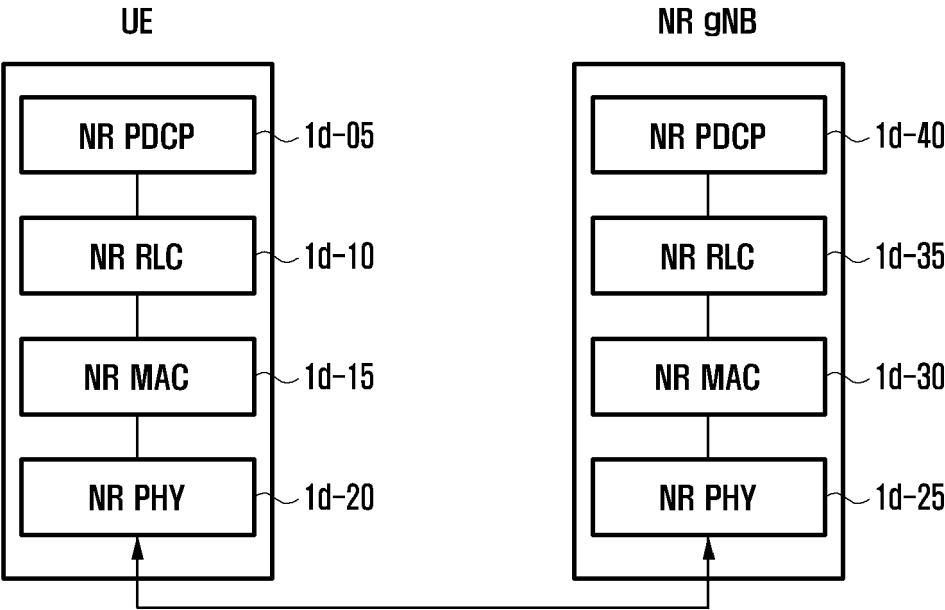 UE NR gNB
NR PDCP 1d-05 NR PDCP 1d-40
NR RLC 1d-10 NR RLC 1d-35
NR MAC 1d-15 NR MAC 1d-30
NR PHY 1d-20 NR PHY 1d-25